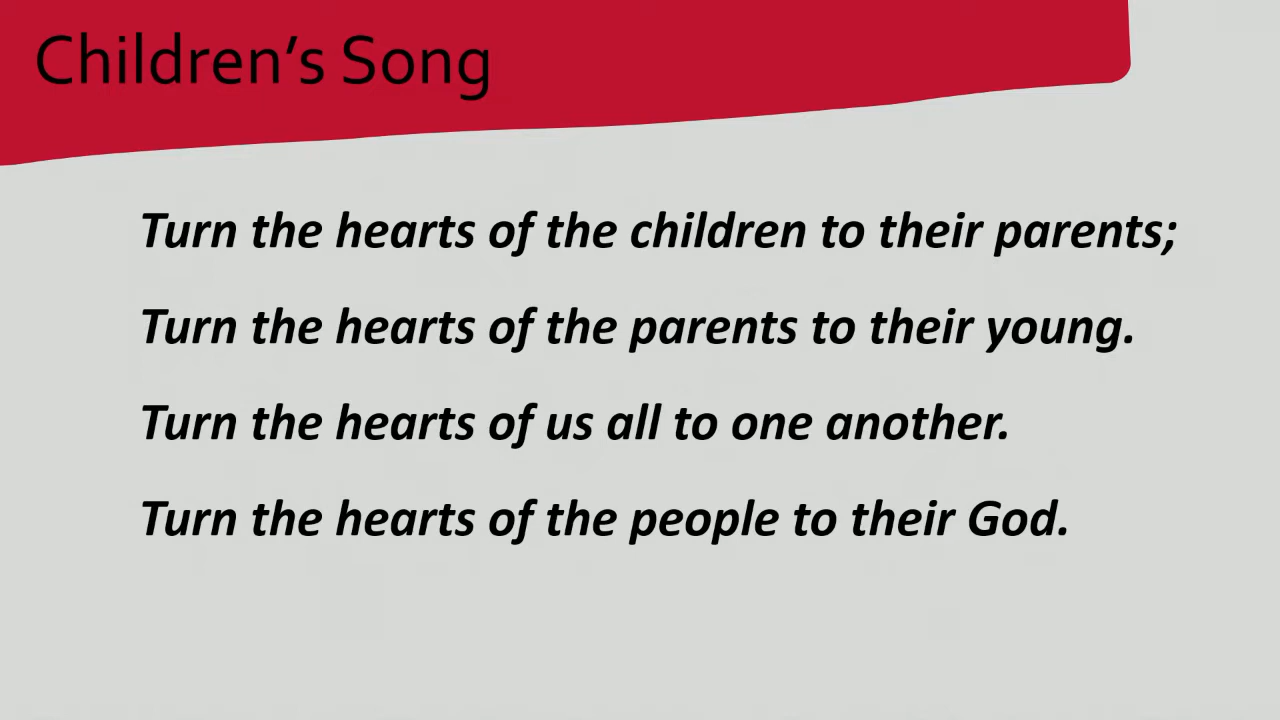 Children’s Song
Turn the hearts of the children to their parents;
Turn the hearts of the parents to their young.
Turn the hearts of us all to one another.
Turn the hearts of the people to their God.